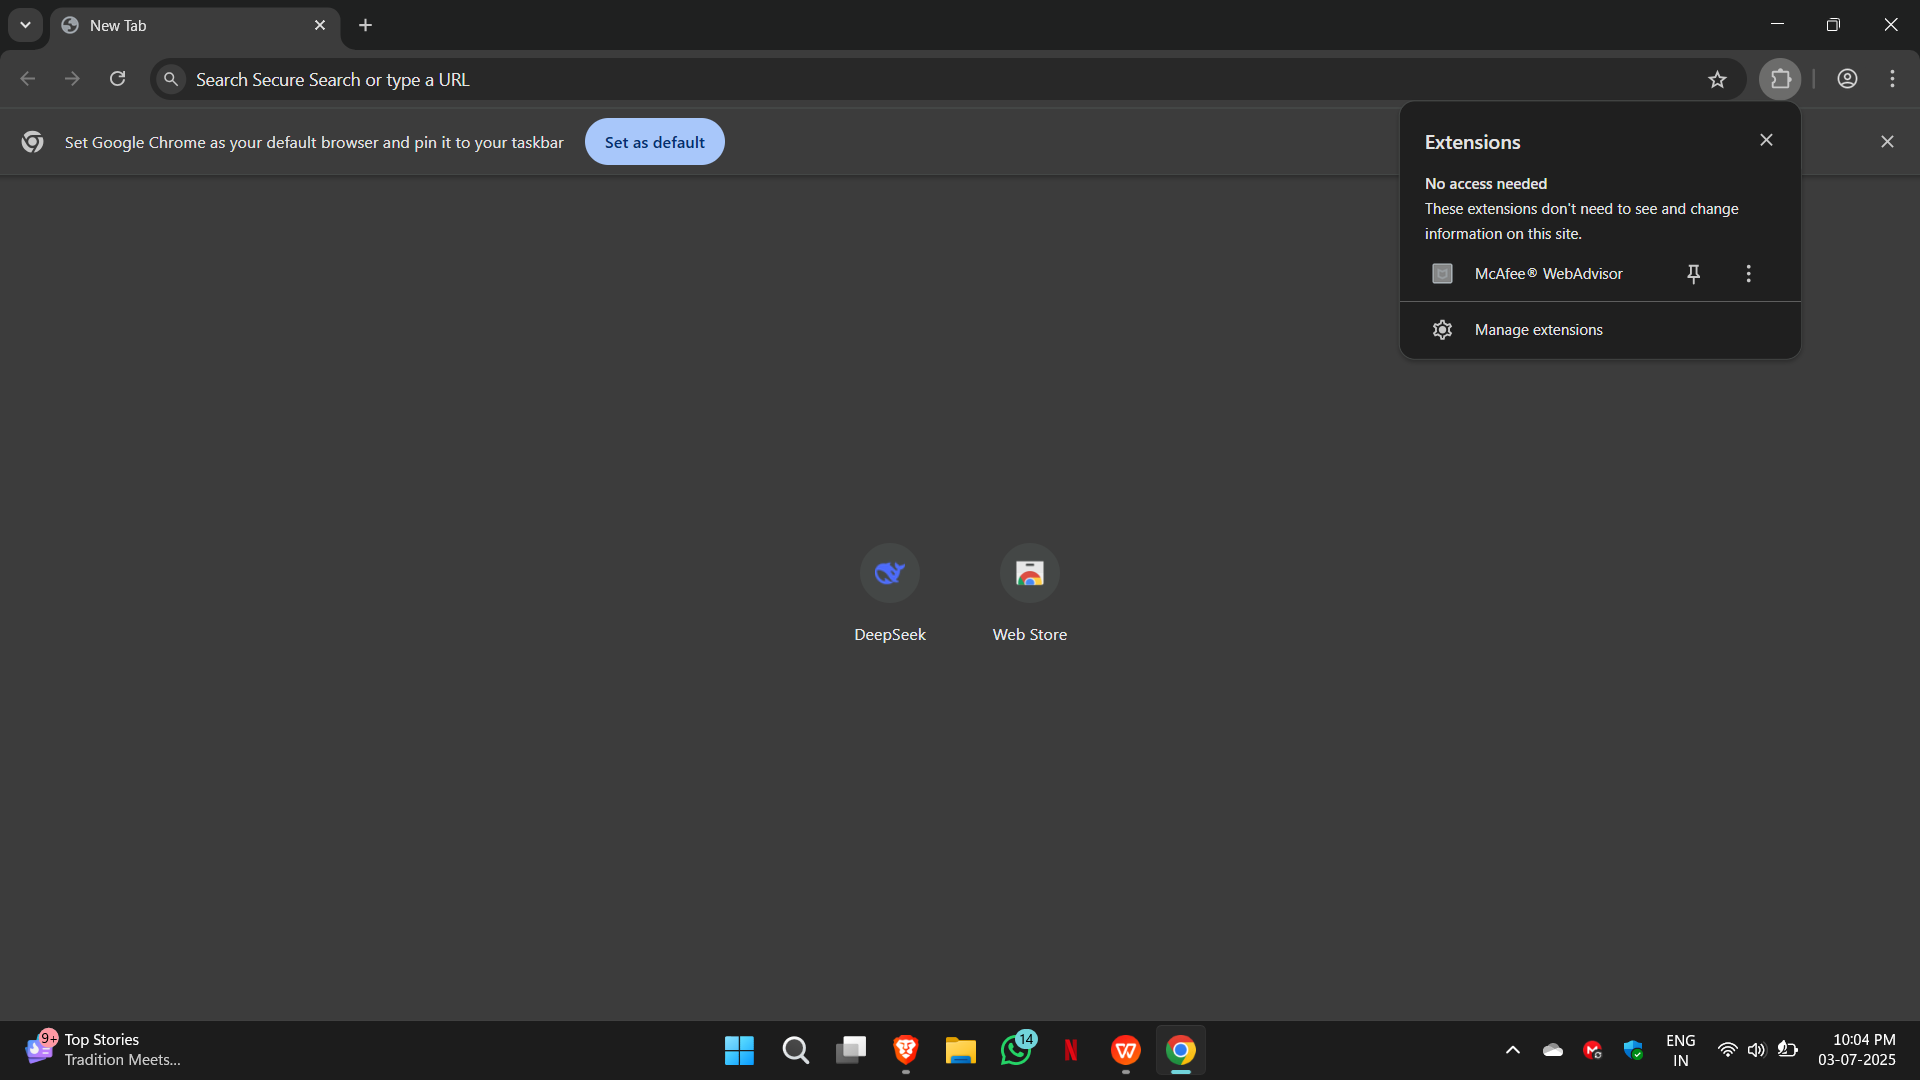 New Tab
Search Secure Search or type a URL
Set Google Chrome as your default browser and pin it to your taskbar
Set as default
Extensions
No access needed
These extensions don't need to see and change
information on this site.
McAfee® WebAdvisor
Manage extensions
DeepSeek
Web Store
9+
Top Stories
Tradition Meets...
14
N
W
ENG
IN
10:04 PM
03-07-2025